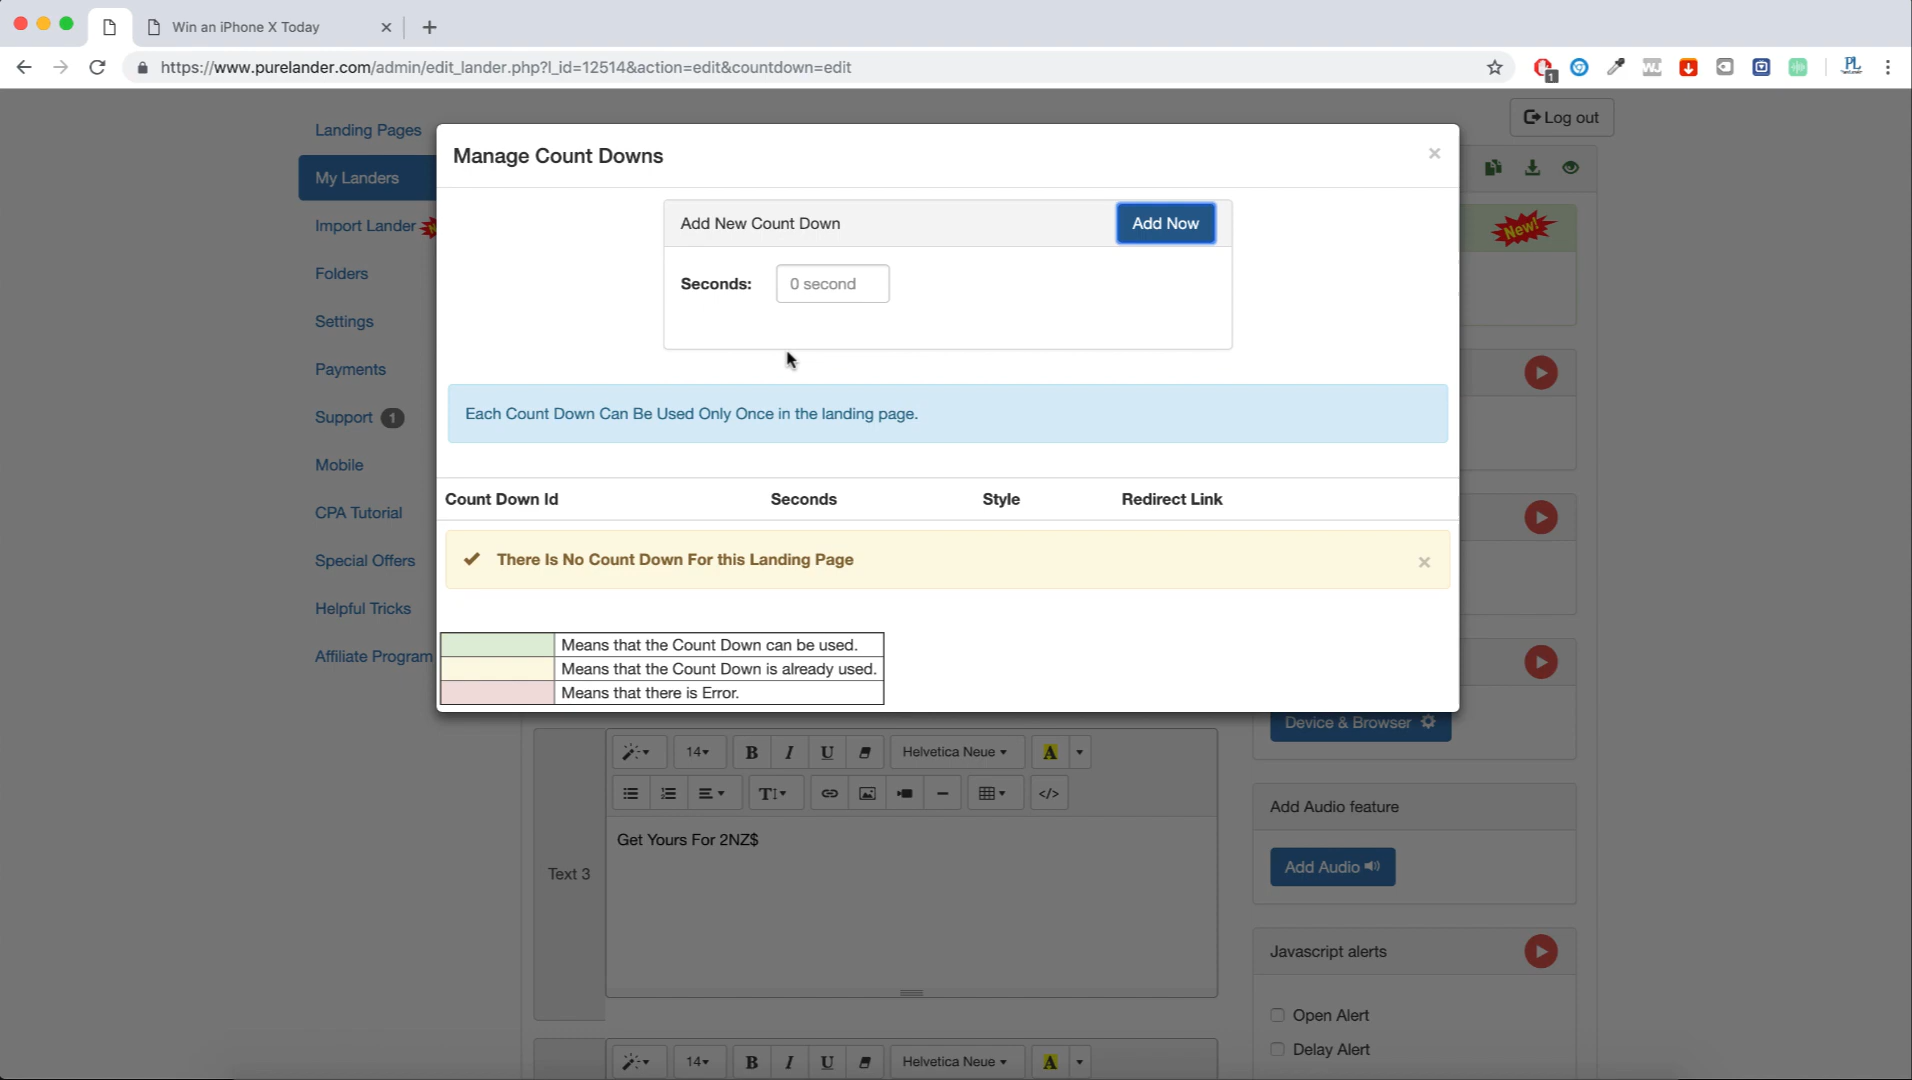 Win an iPhone X Today
https://www.purelander.com/admin/edit_lander.php?l_id=12514&action=edit&countdown=edit
1
PL
Log out
Landing Pages
My Landers
Import Lander
Folders
Settings
Payments
Support 1
Mobile
CPA Tutorial
Special Offers
Helpful Tricks
Affiliate Program
Manage Count Downs
×
New!
Add New Count Down
Add Now
Seconds:
0 second
Each Count Down Can Be Used Only Once in the landing page.
Count Down Id Seconds Style Redirect Link
There Is No Count Down For this Landing Page
×
Means that the Count Down can be used.
Means that the Count Down is already used.
Means that there is Error.
Device & Browser
14 B I U Helvetica Neue A
T
</>
Text 3
Get Yours For 2NZ$
Add Audio feature
Add Audio
Javascript alerts
Open Alert
Delay Alert
14 B I U Helvetica Neue A